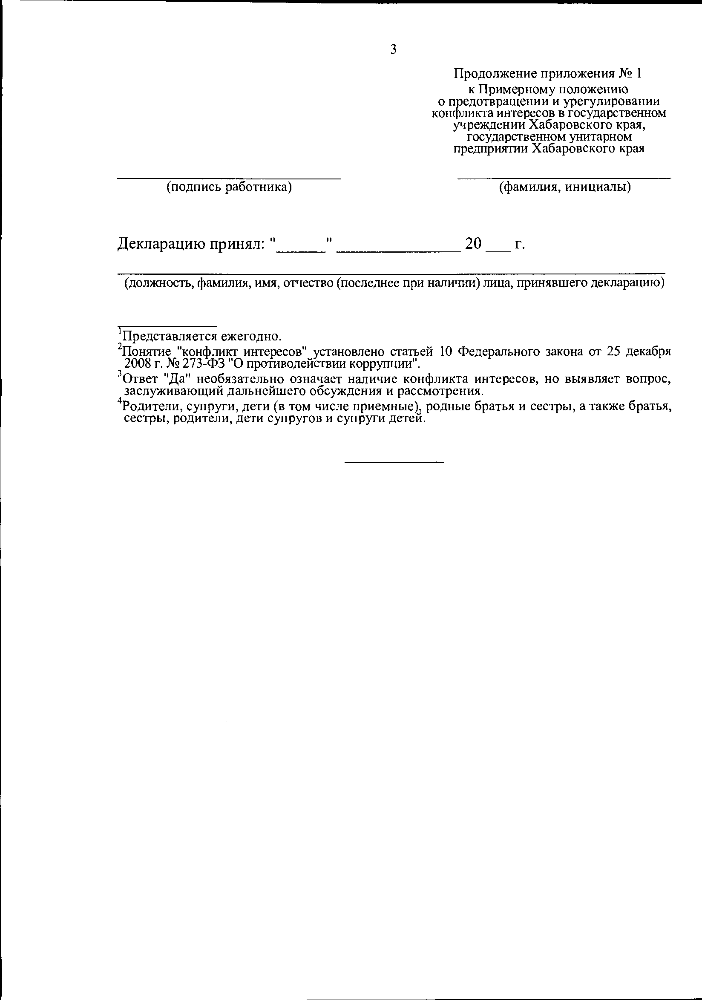 3
Продолжение приложения № 1
к Примерному положению
о предотвращении и урегулировании
конфликта интересов в государственном
учреждении Хабаровского края,
государственном унитарном
предприятии Хабаровского края
(подпись работника) (фамилия, инициалы)
Декларацию принял: "______" _______________ 20 ___ г.
(должность, фамилия, имя, отчество (последнее при наличии) лица, принявшего декларацию)
¹Представляется ежегодно.
²Понятие "конфликт интересов" установлено статьей 10 Федерального закона от 25 декабря
2008 г. № 273-ФЗ "О противодействии коррупции".
³Ответ "Да" необязательно означает наличие конфликта интересов, но выявляет вопрос,
заслуживающий дальнейшего обсуждения и рассмотрения.
⁴Родители, супруги, дети (в том числе приемные), родные братья и сестры, а также братья,
сестры, родители, дети супругов и супруги детей.